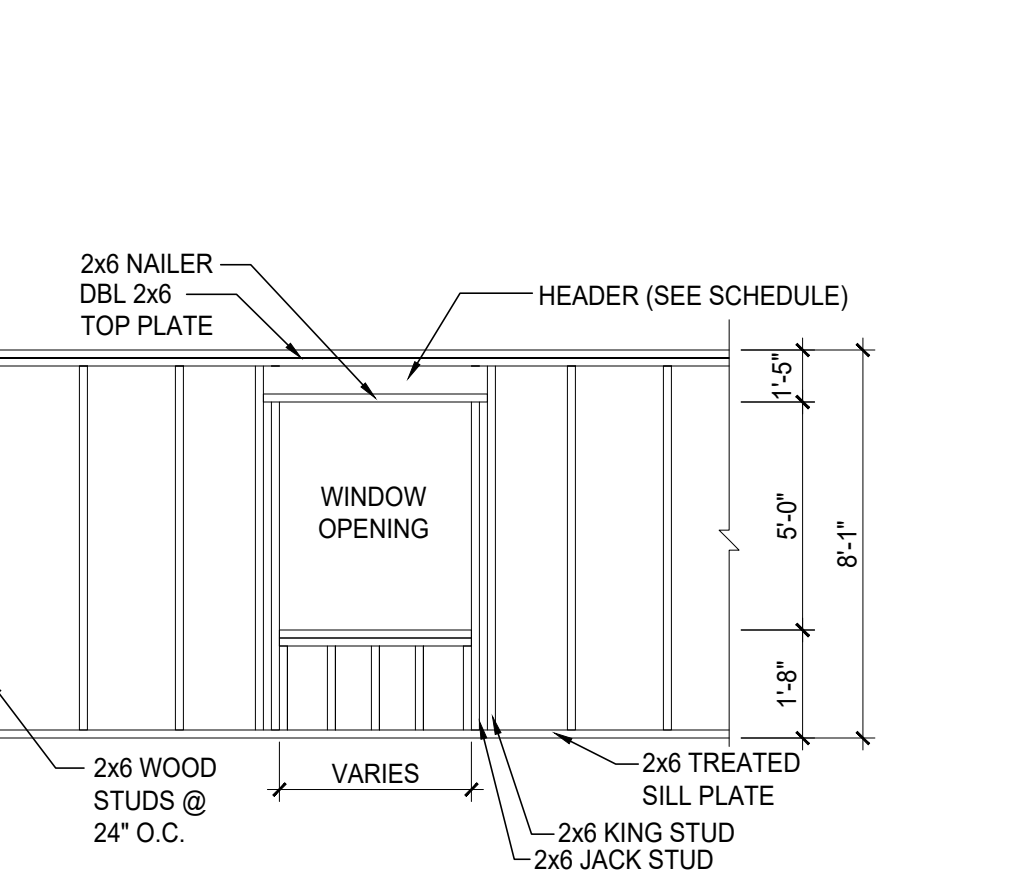 2x6 NAILER
DBL 2x6
TOP PLATE
HEADER (SEE SCHEDULE)
1'-5"
WINDOW
OPENING
5'-0"
8'-1"
1'-8"
VARIES
2x6 WOOD
STUDS @
24" O.C.
2x6 TREATED
SILL PLATE
2x6 KING STUD
2x6 JACK STUD